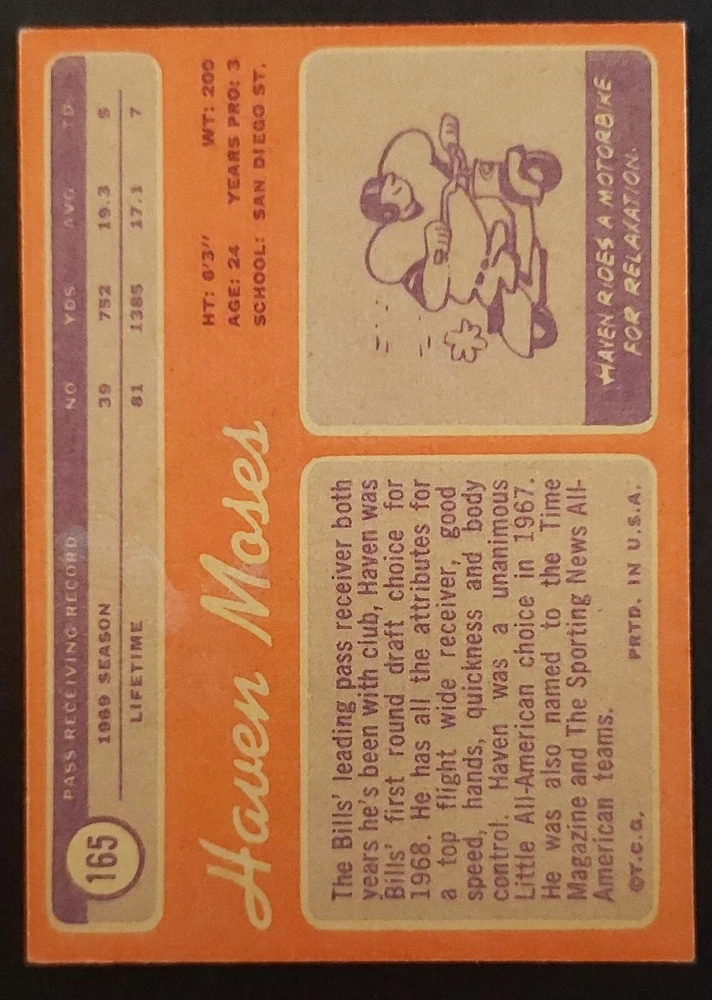 165
PASS RECEIVING RECORD NO YDS AVG TD
1969 SEASON 39 752 19.3 5
LIFETIME 81 1385 17.1 7
Haven Moses
HT: 6'3" WT: 200
AGE: 24 YEARS PRO: 3
SCHOOL: SAN DIEGO ST.
The Bills' leading pass receiver both
years he's been with club, Haven was
Bills' first round draft choice for
1968. He has all the attributes for
a top flight wide receiver, good
speed, hands, quickness and body
control. Haven was a unanimous
Little All-American choice in 1967.
He was also named to the Time
Magazine and The Sporting News All-
American teams.
©T.C.G. PRTD. IN U.S.A.
HAVEN RIDES A MOTORBIKE
FOR RELAXATION.